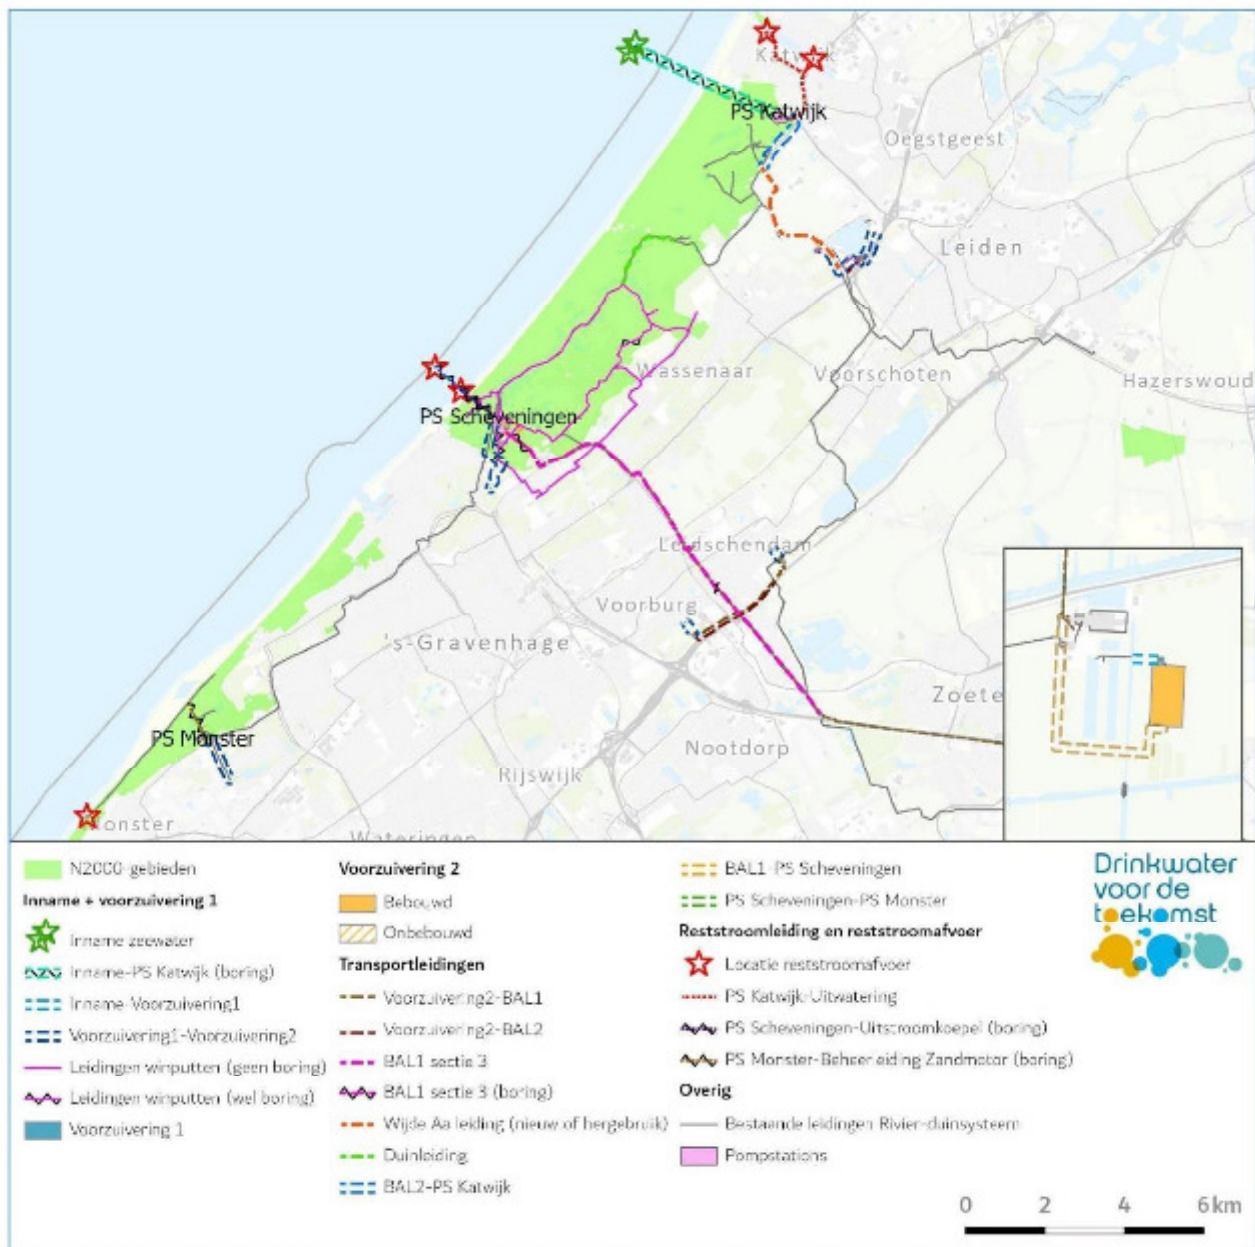 Katwijk
PS Katwijk
Oegstgeest
Leiden
Wassenaar
Voorschoten
Hazerswoud
PS Scheveningen
Leidschendam
Voorburg
's-Gravenhage
Zoete
PS Monster
Nootdorp
Rijswijk
Monster
Wateringen
N2000-gebieden
Inname + voorzuivering 1
Inname zeewater
Inname-PS Katwijk (boring)
Inname-Voorzuivering1
Voorzuivering1-Voorzuivering2
Leidingen winputten (geen boring)
Leidingen winputten (wel boring)
Voorzuivering 1
Voorzuivering 2
Bebouwd
Onbebouwd
Transportleidingen
Voorzuivering2-BAL1
Voorzuivering2-BAL2
BAL1 sectie 3
BAL1 sectie 3 (boring)
Wijde Aa leiding (nieuw of hergebruik)
Duinleiding
BAL2-PS Katwijk
BAL1-PS Scheveningen
PS Scheveningen-PS Monster
Reststroomleiding en reststroomafvoer
Locatie reststroomafvoer
PS Katwijk-Uitwatering
PS Scheveningen-Uitstroomkoepel (boring)
PS Monster-Beheerleiding Zandmotor (boring)
Overig
Bestaande leidingen Rivier-duinsysteem
Pompstations
Drinkwater
voor de
toekomst
0 2 4 6 km